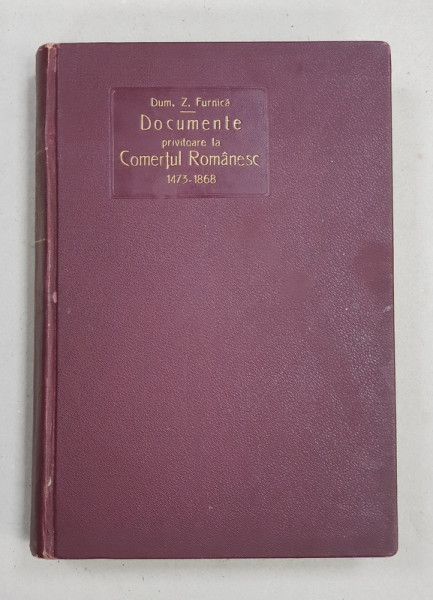 Dum. Z. Furnică
Documente
privitoare la
Comerțul Românesc
1473-1868